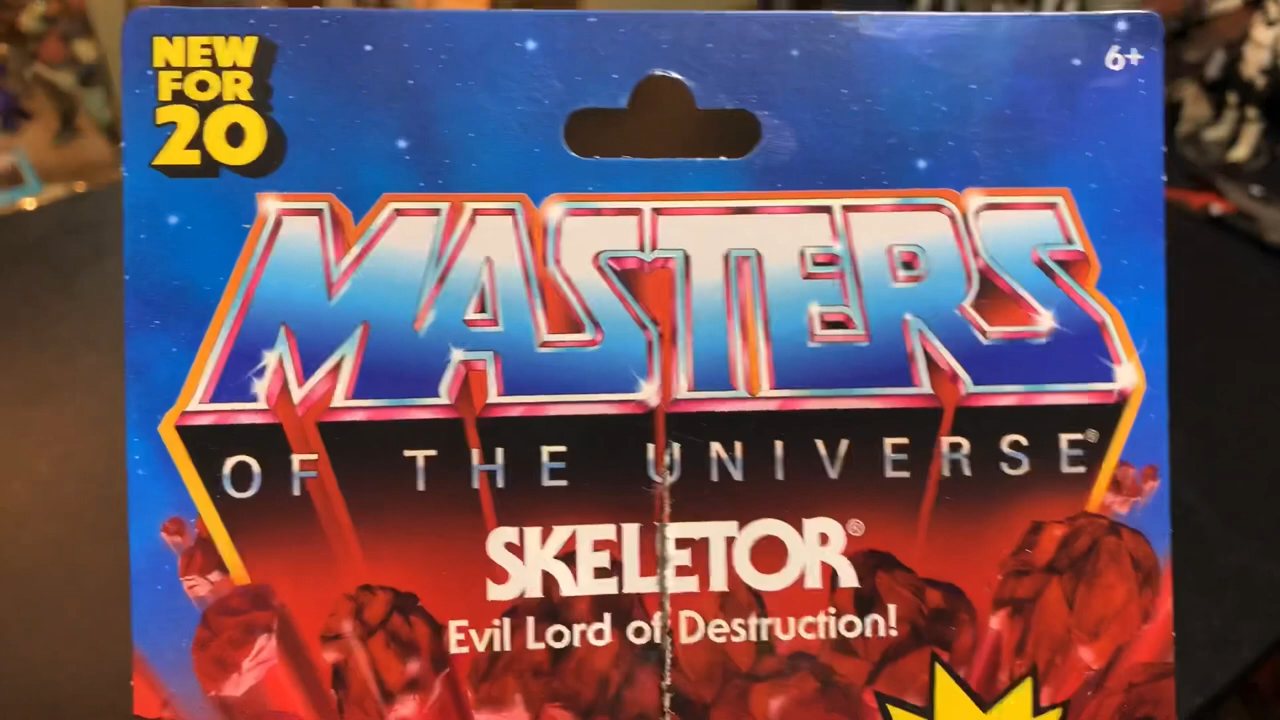 NEW
FOR
20
6+
MASTERS
OF THE UNIVERSE®
SKELETOR®
Evil Lord of Destruction!